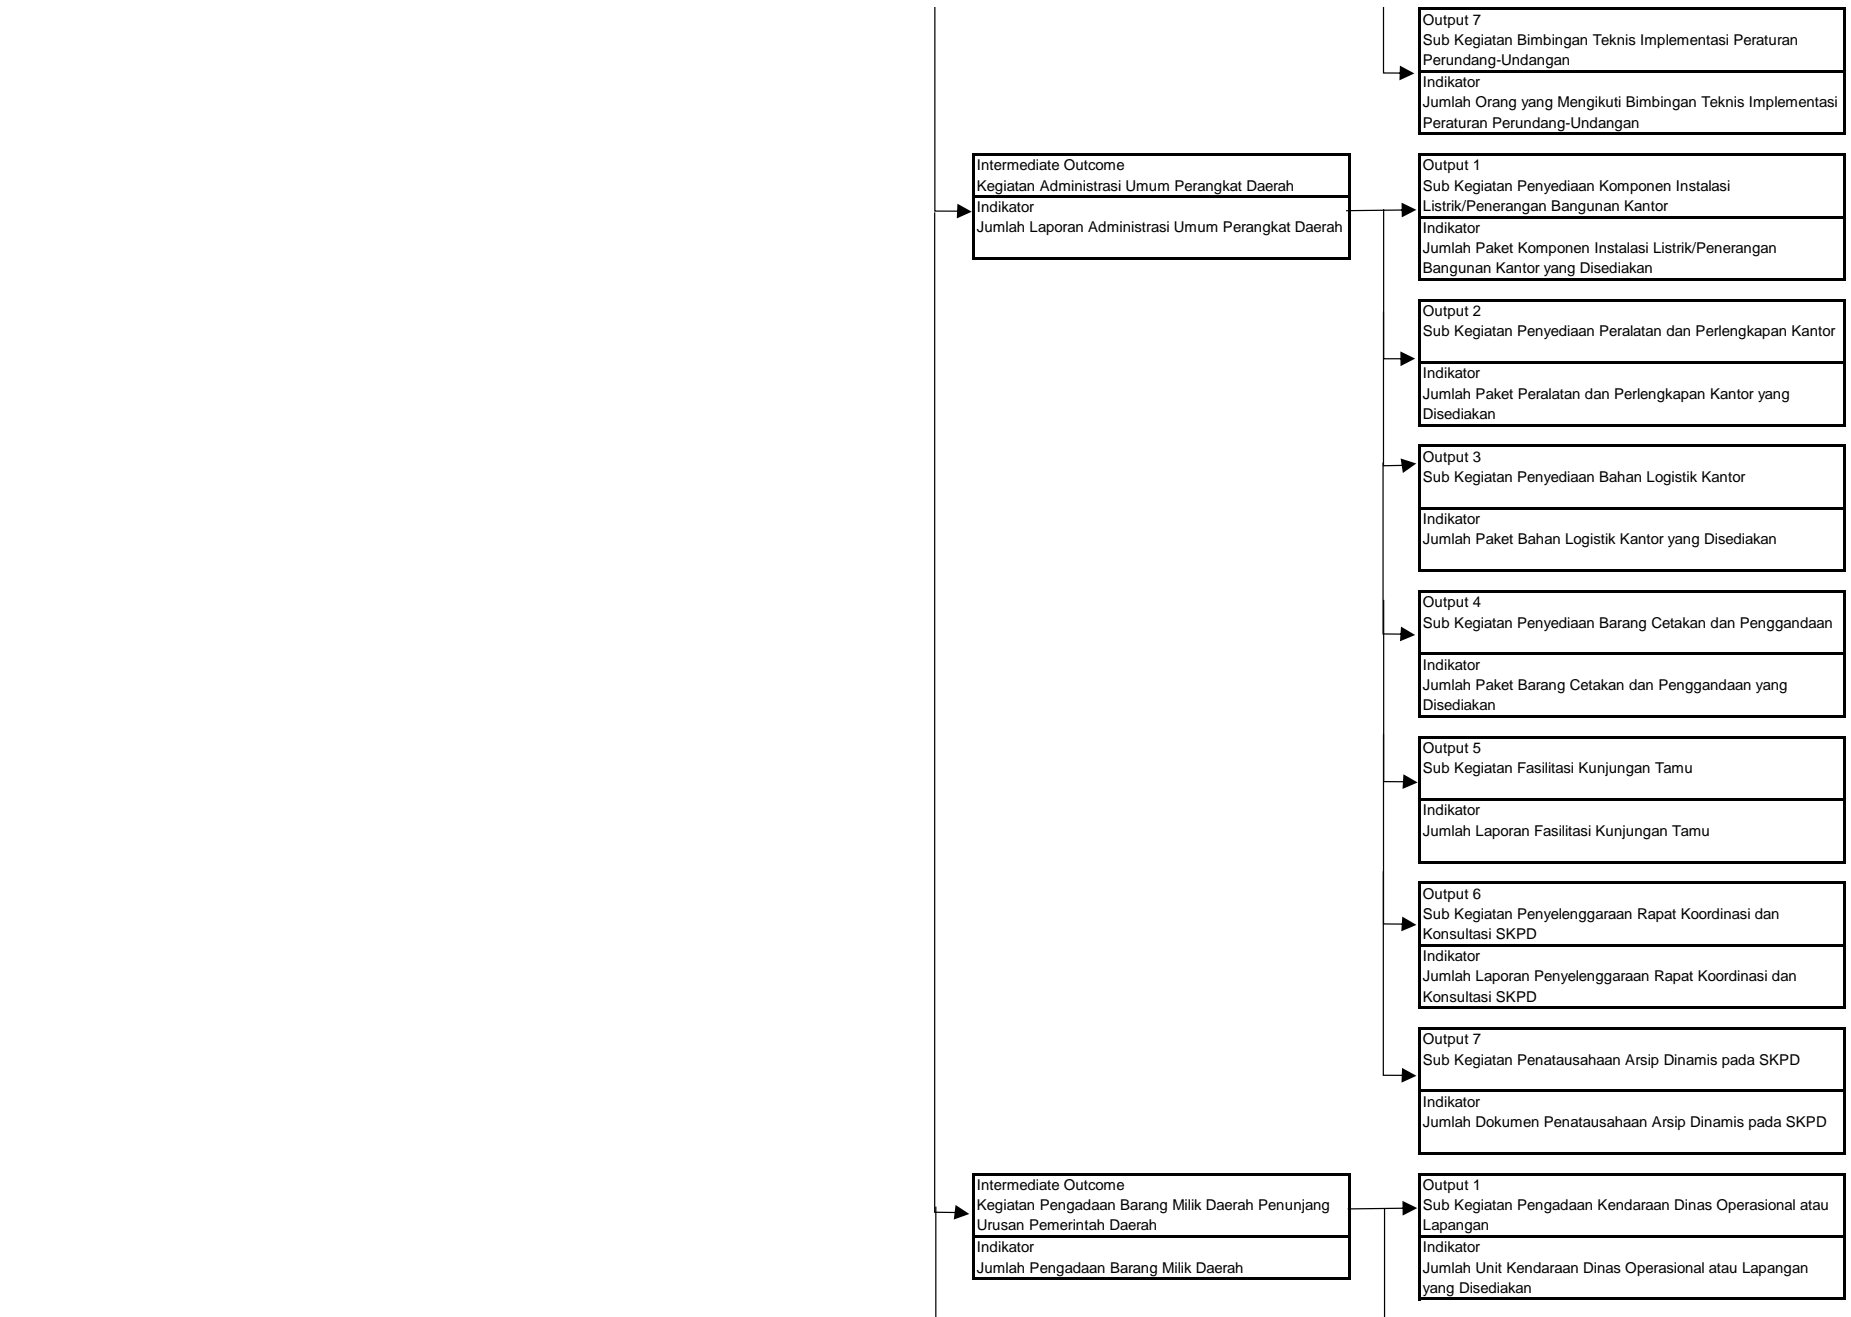 Output 7
Sub Kegiatan Bimbingan Teknis Implementasi Peraturan
Perundang-Undangan
Indikator
Jumlah Orang yang Mengikuti Bimbingan Teknis Implementasi
Peraturan Perundang-Undangan
Intermediate Outcome
Kegiatan Administrasi Umum Perangkat Daerah
Indikator
Jumlah Laporan Administrasi Umum Perangkat Daerah
Output 1
Sub Kegiatan Penyediaan Komponen Instalasi
Listrik/Penerangan Bangunan Kantor
Indikator
Jumlah Paket Komponen Instalasi Listrik/Penerangan
Bangunan Kantor yang Disediakan
Output 2
Sub Kegiatan Penyediaan Peralatan dan Perlengkapan Kantor
Indikator
Jumlah Paket Peralatan dan Perlengkapan Kantor yang
Disediakan
Output 3
Sub Kegiatan Penyediaan Bahan Logistik Kantor
Indikator
Jumlah Paket Bahan Logistik Kantor yang Disediakan
Output 4
Sub Kegiatan Penyediaan Barang Cetakan dan Penggandaan
Indikator
Jumlah Paket Barang Cetakan dan Penggandaan yang
Disediakan
Output 5
Sub Kegiatan Fasilitasi Kunjungan Tamu
Indikator
Jumlah Laporan Fasilitasi Kunjungan Tamu
Output 6
Sub Kegiatan Penyelenggaraan Rapat Koordinasi dan
Konsultasi SKPD
Indikator
Jumlah Laporan Penyelenggaraan Rapat Koordinasi dan
Konsultasi SKPD
Output 7
Sub Kegiatan Penatausahaan Arsip Dinamis pada SKPD
Indikator
Jumlah Dokumen Penatausahaan Arsip Dinamis pada SKPD
Intermediate Outcome
Kegiatan Pengadaan Barang Milik Daerah Penunjang
Urusan Pemerintah Daerah
Indikator
Jumlah Pengadaan Barang Milik Daerah
Output 1
Sub Kegiatan Pengadaan Kendaraan Dinas Operasional atau
Lapangan
Indikator
Jumlah Unit Kendaraan Dinas Operasional atau Lapangan
yang Disediakan